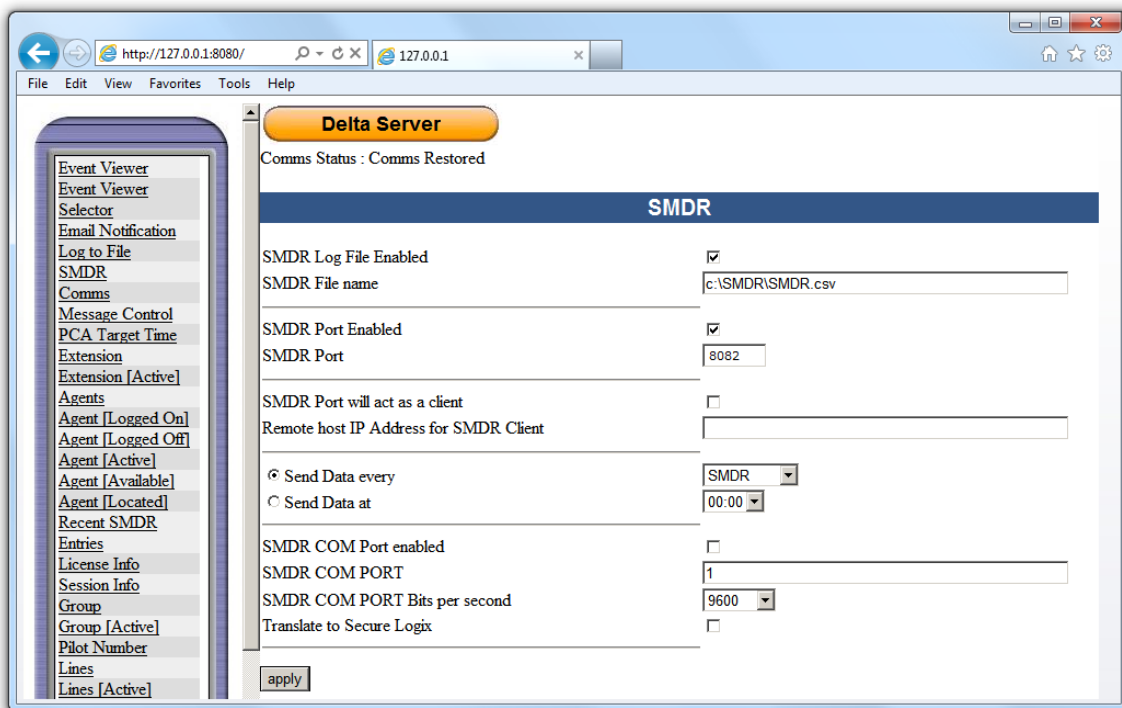 http://127.0.0.1:8080/
127.0.0.1
File Edit View Favorites Tools Help
Event Viewer
Event Viewer
Selector
Email Notification
Log to File
SMDR
Comms
Message Control
PCA Target Time
Extension
Extension [Active]
Agents
Agent [Logged On]
Agent [Logged Off]
Agent [Active]
Agent [Available]
Agent [Located]
Recent SMDR
Entries
License Info
Session Info
Group
Group [Active]
Pilot Number
Lines
Lines [Active]
Delta Server
Comms Status : Comms Restored
SMDR
SMDR Log File Enabled
SMDR File name c:\SMDR\SMDR.csv
SMDR Port Enabled
SMDR Port 8082
SMDR Port will act as a client
Remote host IP Address for SMDR Client
Send Data every SMDR
Send Data at 00:00
SMDR COM Port enabled
SMDR COM PORT 1
SMDR COM PORT Bits per second 9600
Translate to Secure Logix
apply